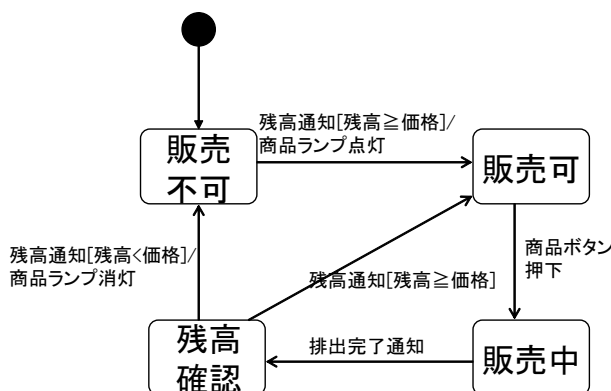 残高通知[残高≧価格]/
商品ランプ点灯
販売
不可
販売可
残高通知[残高<価格]/
商品ランプ消灯
商品ボタン
押下
残高通知[残高≧価格]
残高
確認
排出完了通知
販売中